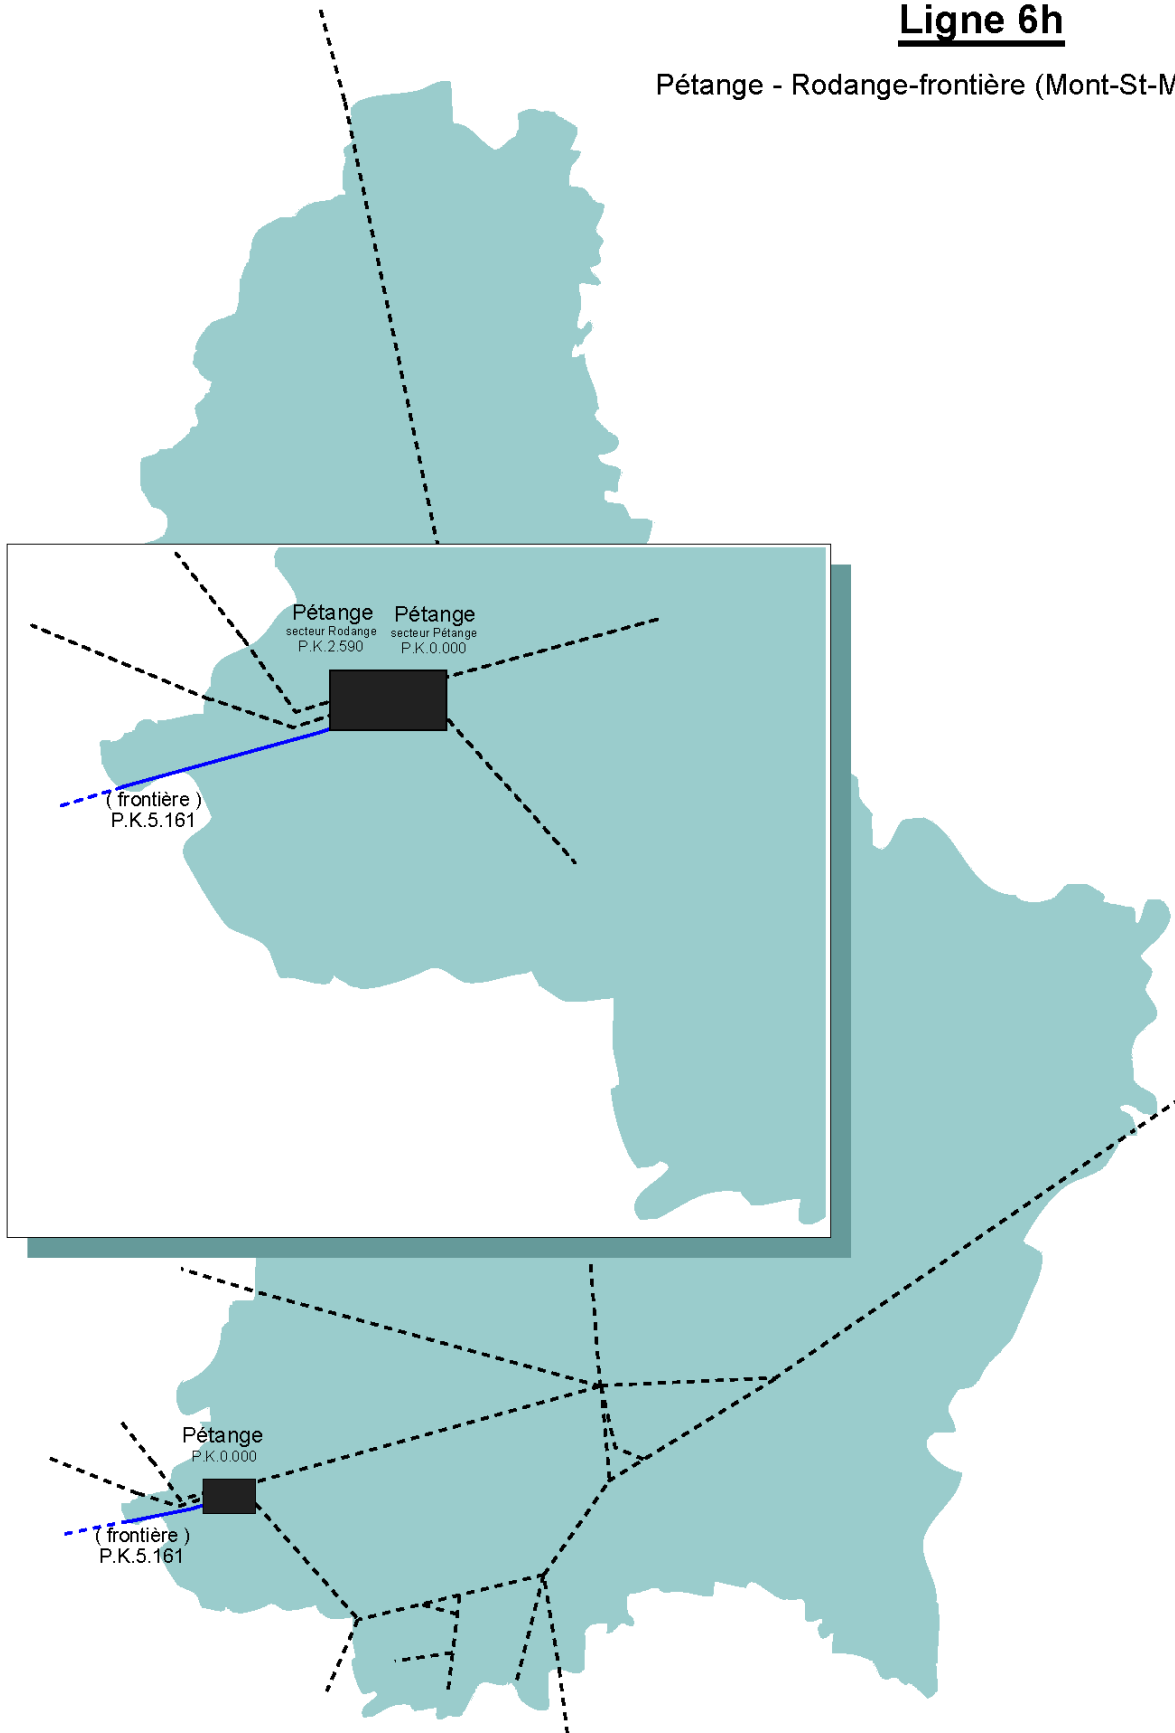 Ligne 6h
Pétange - Rodange-frontière (Mont-St-M
Pétange
secteur Rodange
P.K.2.590
Pétange
secteur Pétange
P.K.0.000
( frontière )
P.K.5.161
Pétange
P.K.0.000
( frontière )
P.K.5.161